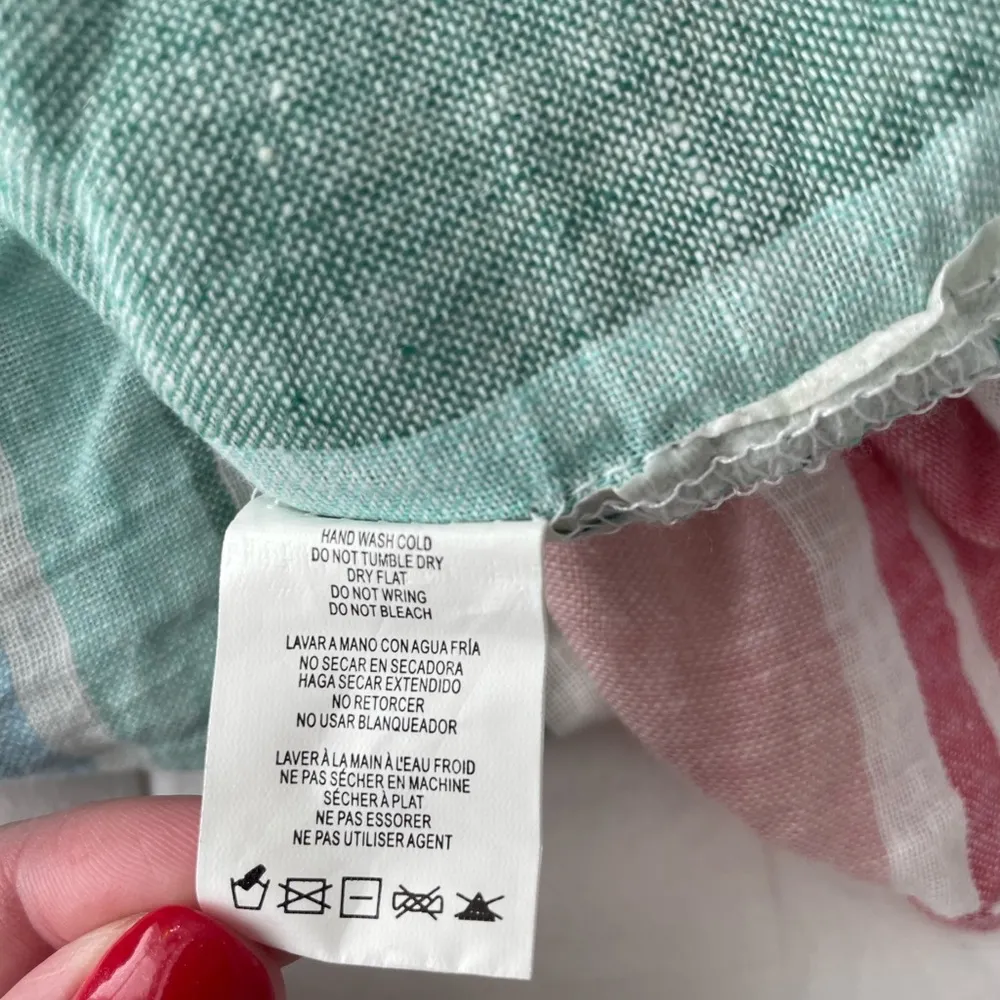 HAND WASH COLD
DO NOT TUMBLE DRY
DRY FLAT
DO NOT WRING
DO NOT BLEACH
LAVAR A MANO CON AGUA FRÍA
NO SECAR EN SECADORA
HAGA SECAR EXTENDIDO
NO RETORCER
NO USAR BLANQUEADOR
LAVER À LA MAIN À L'EAU FROID
NE PAS SÉCHER EN MACHINE
SÉCHER À PLAT
NE PAS ESSORER
NE PAS UTILISER AGENT